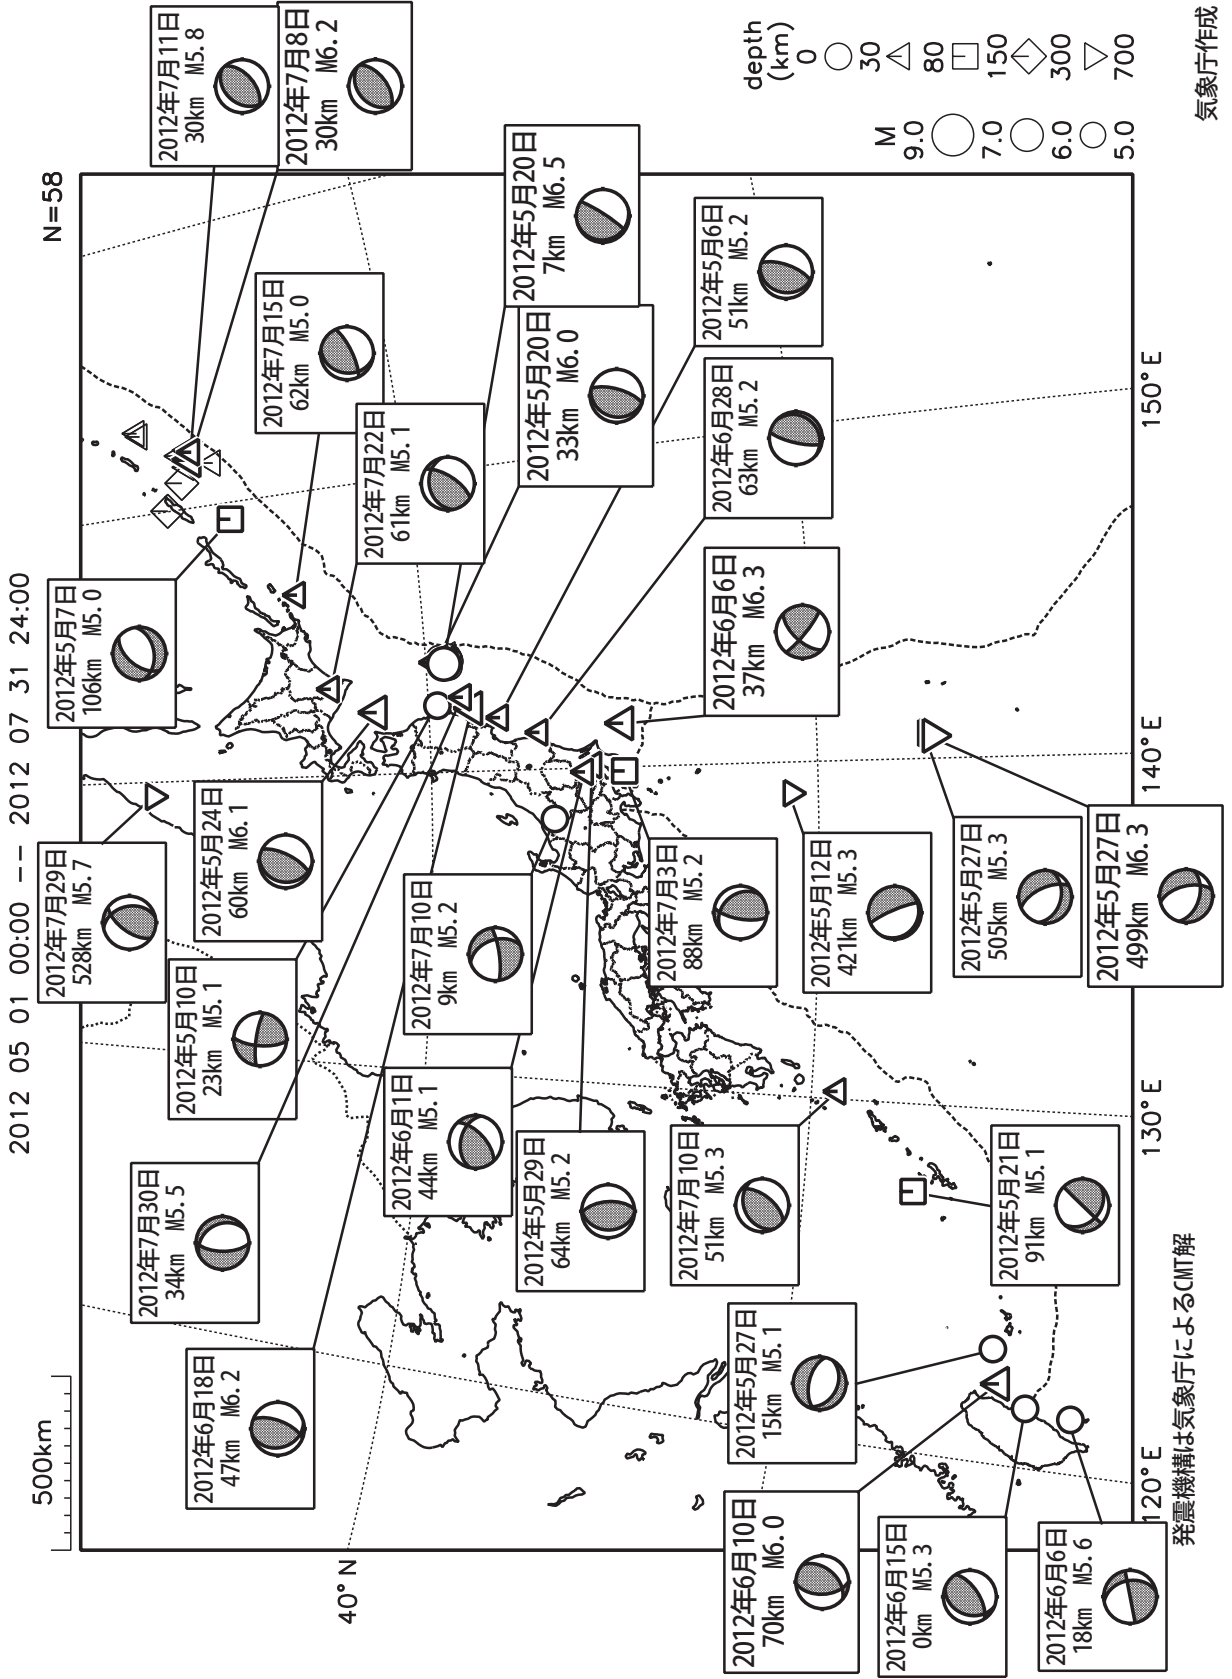 2012 05 01 00:00 -- 2012 07 31 24:00
500km
N=58
2012年7月29日
528km M5.7
2012年5月7日
106km M5.0
2012年7月30日
34km M5.5
2012年7月11日
30km M5.8
2012年5月10日
23km M5.1
2012年6月18日
47km M6.2
2012年5月24日
60km M6.1
2012年7月15日
62km M5.0
2012年7月8日
30km M6.2
40°N
2012年7月22日
61km M5.1
2012年6月1日
44km M5.1
2012年7月10日
9km M5.2
2012年5月20日
7km M6.5
2012年5月29日
64km M5.2
2012年5月20日
33km M6.0
2012年7月10日
51km M5.3
2012年7月3日
88km M5.2
2012年5月6日
51km M5.2
2012年6月28日
63km M5.2
2012年6月6日
37km M6.3
2012年6月10日
70km M6.0
2012年5月27日
15km M5.1
2012年5月12日
421km M5.3
2012年6月15日
0km M5.3
2012年5月27日
505km M5.3
2012年5月21日
91km M5.1
2012年6月6日
18km M5.6
2012年5月27日
499km M6.3
120°E
130°E
140°E
150°E
M
9.0
7.0
6.0
5.0
depth
(km)
0
30
80
150
300
700
発震機構は気象庁によるCMT解
気象庁作成